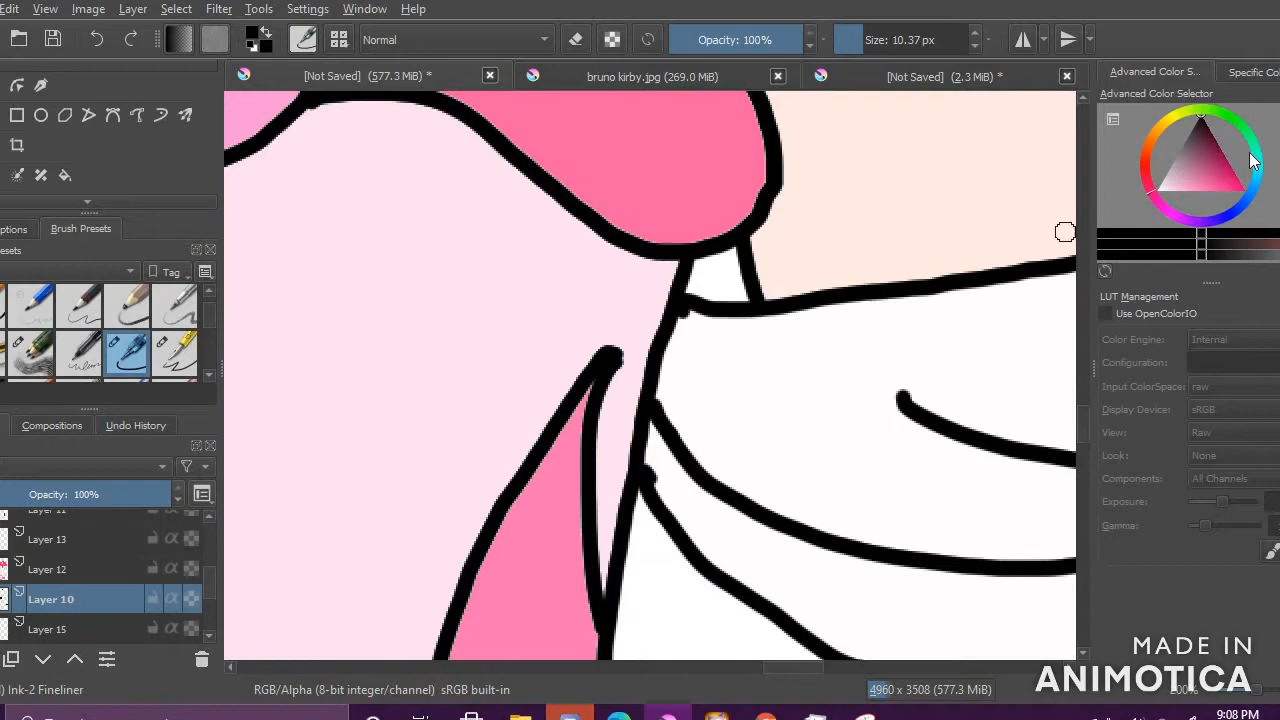 Edit View Image Layer Select Filter Tools Settings Window Help
Normal Opacity: 100% Size: 10.37 px
[Not Saved] (577.3 MiB) * bruno kirby.jpg (269.0 MiB) [Not Saved] (2.3 MiB) *
Advanced Color S... Specific Co
Advanced Color Selector
ptions Brush Presets
esets
Tag
LUT Management
Use OpenColorIO
Color Engine: Internal
Configuration:
Input ColorSpace: raw
Display Device: sRGB
View: Raw
Look: None
Components: All Channels
Exposure:
Gamma:
Compositions Undo History
Opacity: 100%
Layer 11
Layer 13
Layer 12
Layer 10
Layer 15
) Ink-2 Fineliner RGB/Alpha (8-bit integer/channel) sRGB built-in 4960 x 3508 (577.3 MiB)
MADE IN
ANIMOTICA
9:08 PM